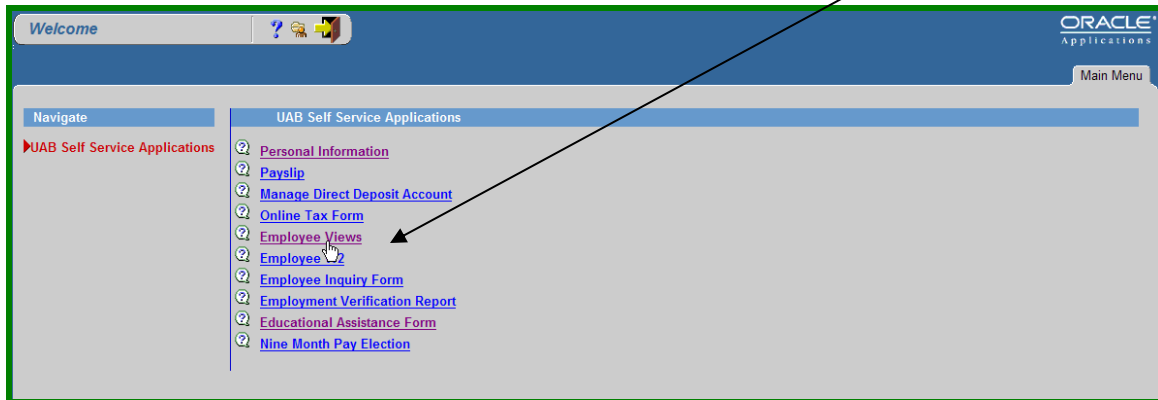 Welcome
ORACLE
Applications
Main Menu
Navigate
UAB Self Service Applications
UAB Self Service Applications
Personal Information
Payslip
Manage Direct Deposit Account
Online Tax Form
Employee Views
Employee
Employee Inquiry Form
Employment Verification Report
Educational Assistance Form
Nine Month Pay Election